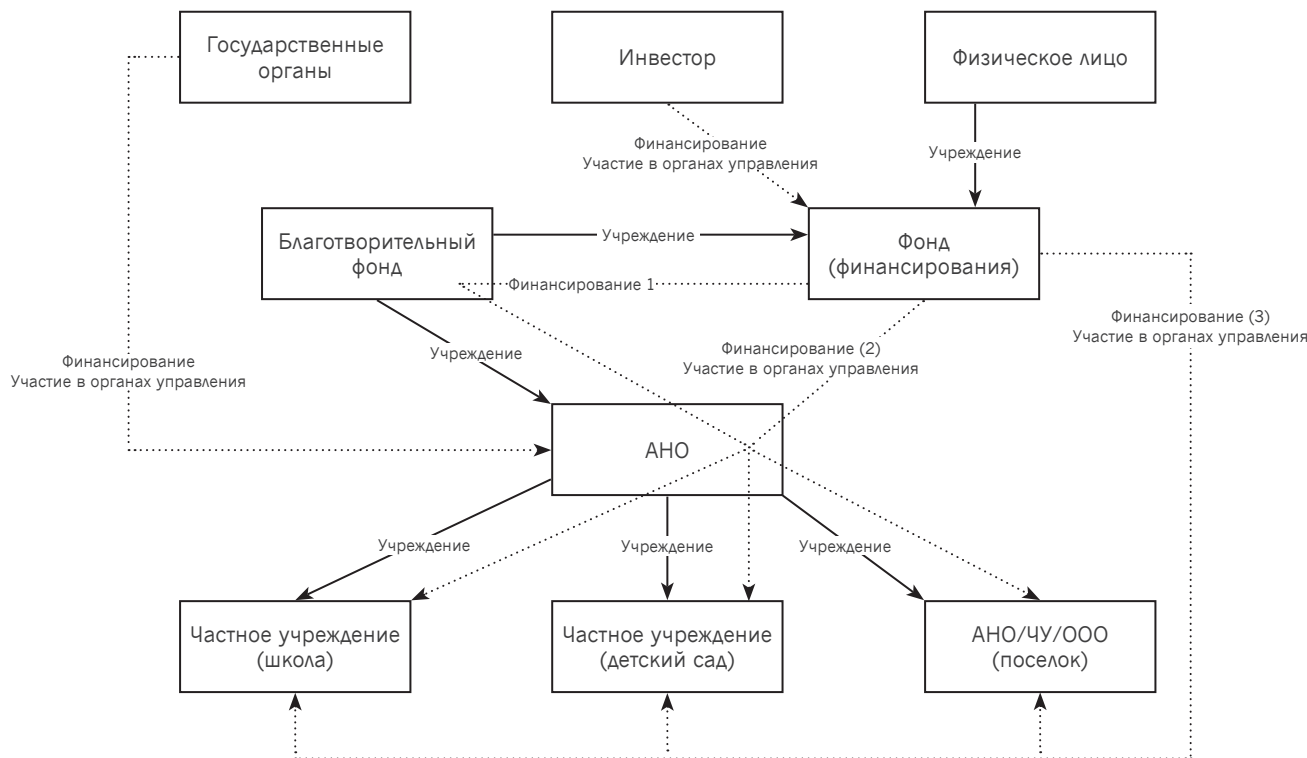 Государственные
органы
Инвестор
Физическое лицо
Финансирование
Участие в органах управления
Учреждение
Благотворительный
фонд
Учреждение
Фонд
(финансирования)
Финансирование 1
Финансирование (3)
Участие в органах управления
Учреждение
Финансирование (2)
Участие в органах управления
Финансирование
Участие в органах управления
АНО
Учреждение
Учреждение
Учреждение
Частное учреждение
(школа)
Частное учреждение
(детский сад)
АНО/ЧУ/ООО
(поселок)